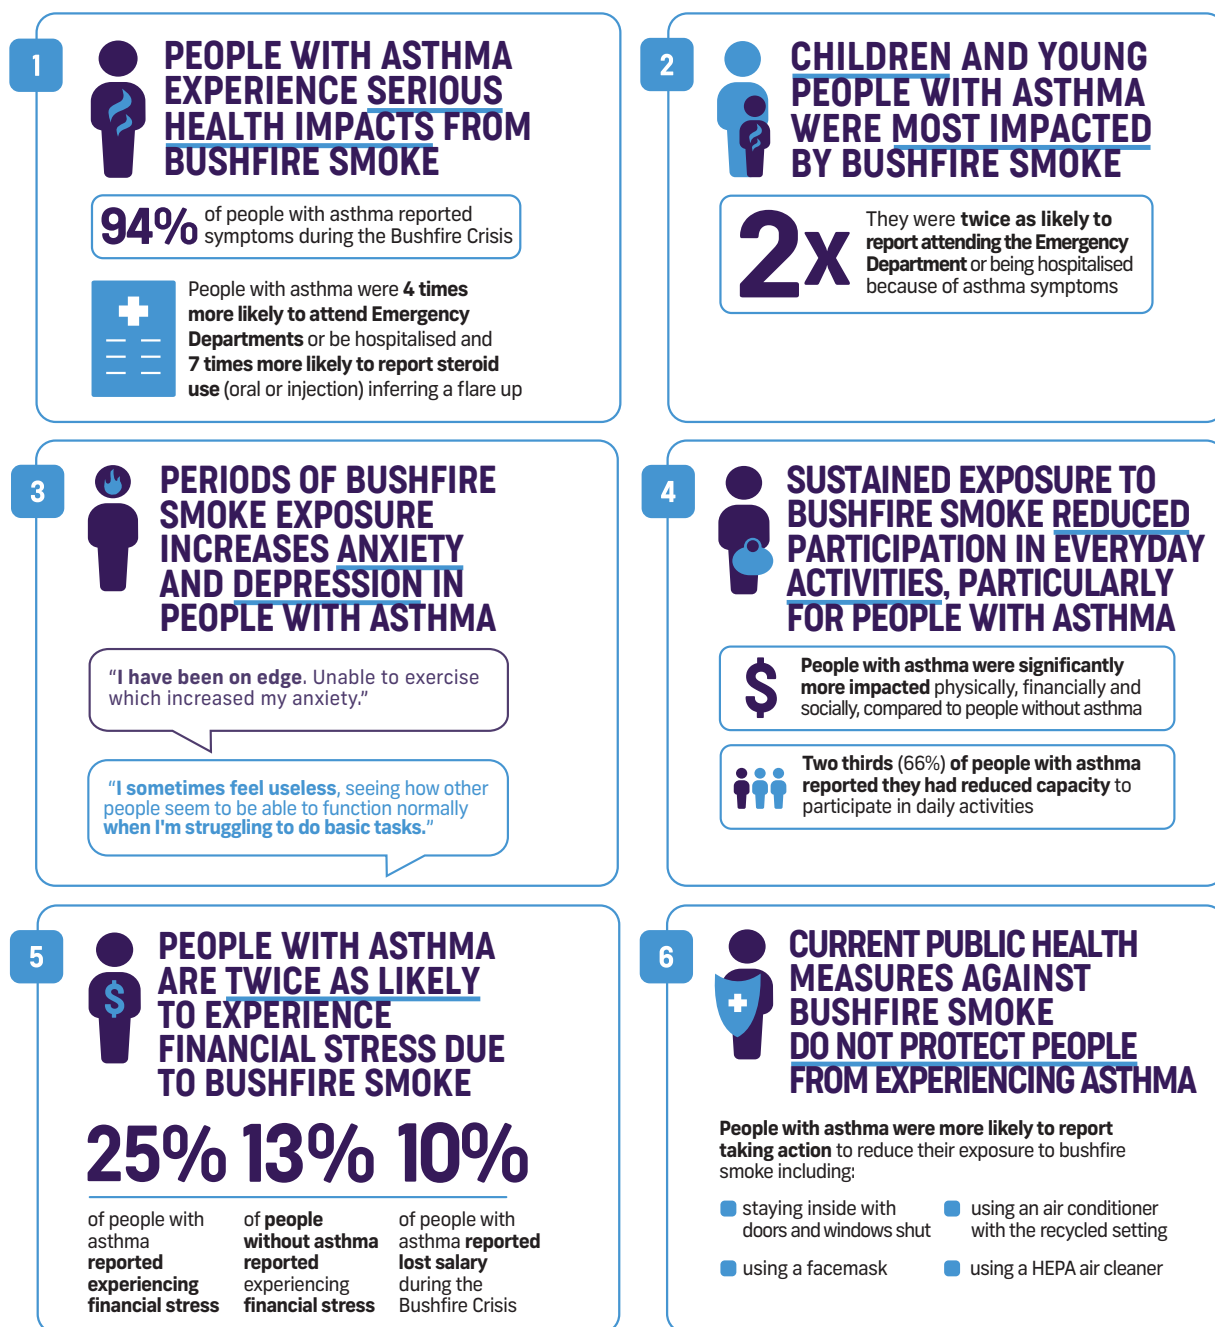 1
PEOPLE WITH ASTHMA
EXPERIENCE SERIOUS
HEALTH IMPACTS FROM
BUSHFIRE SMOKE
94%
of people with asthma reported
symptoms during the Bushfire Crisis
People with asthma were 4 times
more likely to attend Emergency
Departments or be hospitalised and
7 times more likely to report steroid
use (oral or injection) inferring a flare up
2
CHILDREN AND YOUNG
PEOPLE WITH ASTHMA
WERE MOST IMPACTED
BY BUSHFIRE SMOKE
2x
They were twice as likely to
report attending the Emergency
Department or being hospitalised
because of asthma symptoms
3
PERIODS OF BUSHFIRE
SMOKE EXPOSURE
INCREASES ANXIETY
AND DEPRESSION IN
PEOPLE WITH ASTHMA
“I have been on edge. Unable to exercise
which increased my anxiety.”
“I sometimes feel useless, seeing how other
people seem to be able to function normally
when I'm struggling to do basic tasks.”
4
SUSTAINED EXPOSURE TO
BUSHFIRE SMOKE REDUCED
PARTICIPATION IN EVERYDAY
ACTIVITIES, PARTICULARLY
FOR PEOPLE WITH ASTHMA
$
People with asthma were significantly
more impacted physically, financially and
socially, compared to people without asthma
Two thirds (66%) of people with asthma
reported they had reduced capacity to
participate in daily activities
5
$
PEOPLE WITH ASTHMA
ARE TWICE AS LIKELY
TO EXPERIENCE
FINANCIAL STRESS DUE
TO BUSHFIRE SMOKE
25%
of people with
asthma
reported
experiencing
financial stress
13%
of people
without asthma
reported
experiencing
financial stress
10%
of people with
asthma reported
lost salary
during the
Bushfire Crisis
6
CURRENT PUBLIC HEALTH
MEASURES AGAINST
BUSHFIRE SMOKE
DO NOT PROTECT PEOPLE
FROM EXPERIENCING ASTHMA
People with asthma were more likely to report
taking action to reduce their exposure to bushfire
smoke including:
staying inside with
doors and windows shut
using a facemask
using an air conditioner
with the recycled setting
using a HEPA air cleaner